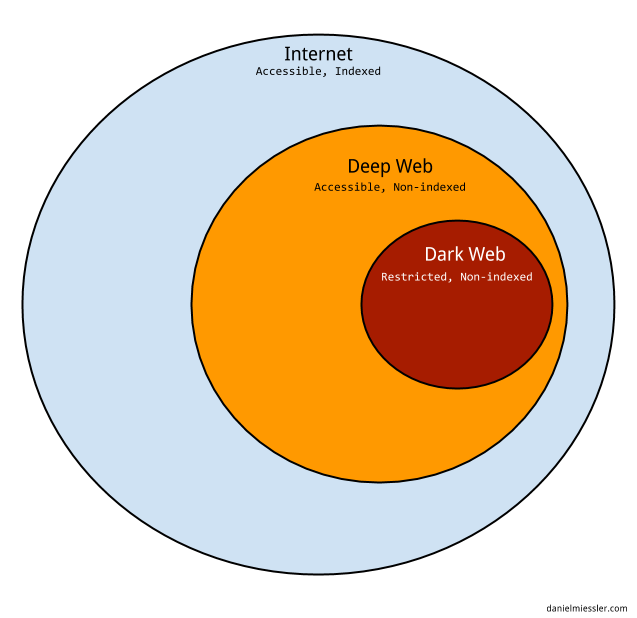 Internet
Accessible, Indexed
Deep Web
Accessible, Non-indexed
Dark Web
Restricted, Non-indexed
danielmiessler.com